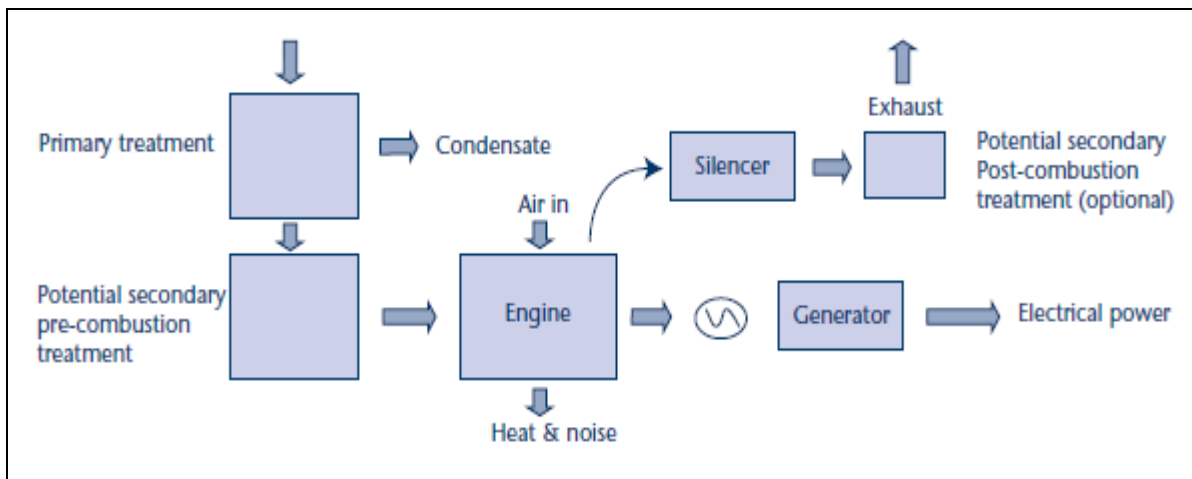 Primary treatment
Condensate
Silencer
Exhaust
Potential secondary
Post-combustion
treatment (optional)
Air in
Potential secondary
pre-combustion
treatment
Engine
Generator
Electrical power
Heat & noise